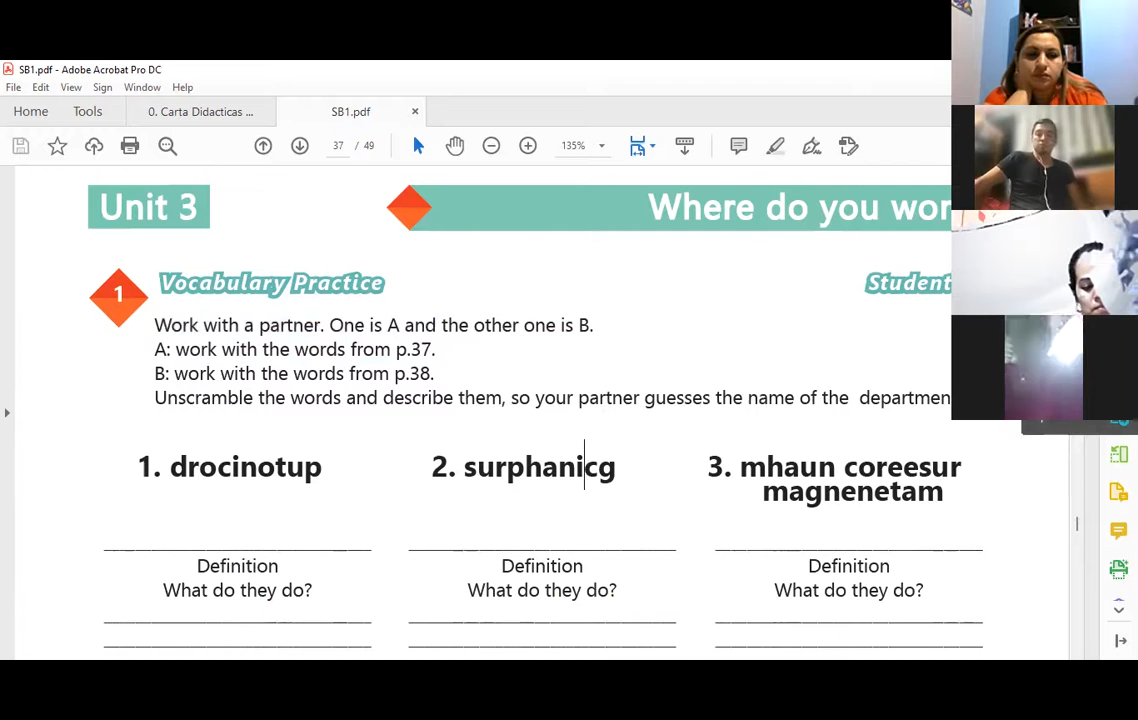 SB1.pdf - Adobe Acrobat Pro DC
File Edit View Sign Window Help
Home Tools 0. Carta Didacticas ... SB1.pdf ×
37 / 49 135%
Unit 3 Where do you wor
1 Vocabulary Practice Student
Work with a partner. One is A and the other one is B.
A: work with the words from p.37.
B: work with the words from p.38.
Unscramble the words and describe them, so your partner guesses the name of the departmen
1. drocinotup 2. surphanicg 3. mhaun coreesur
magnenetam
Definition Definition Definition
What do they do? What do they do? What do they do?